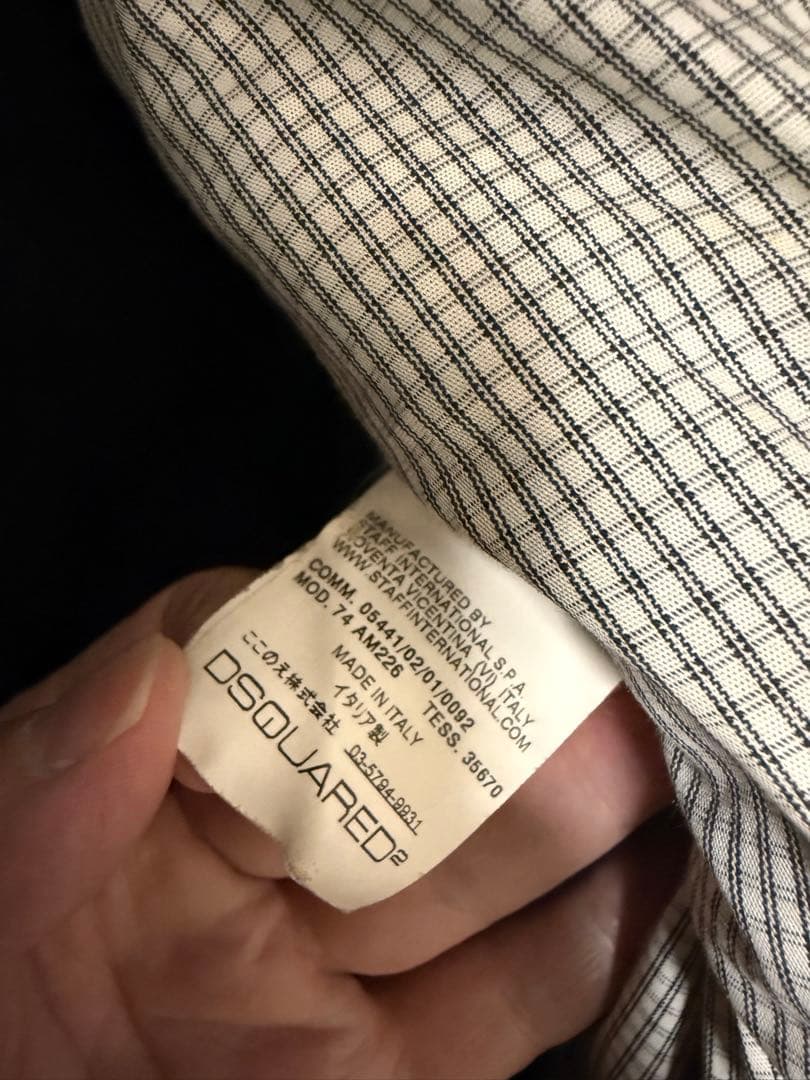 MANUFACTURED BY
STAFF INTERNATIONAL S.P.A.
NOVENTA VICENTINA (VI) ITALY
WWW.STAFFINTERNATIONAL.COM
COMM. 05441/02/01/0092
MOD. 74 AM226 TESS. 35670
MADE IN ITALY
イタリア製
ここのえ株式会社 03-5794-9931
DSQUARED2